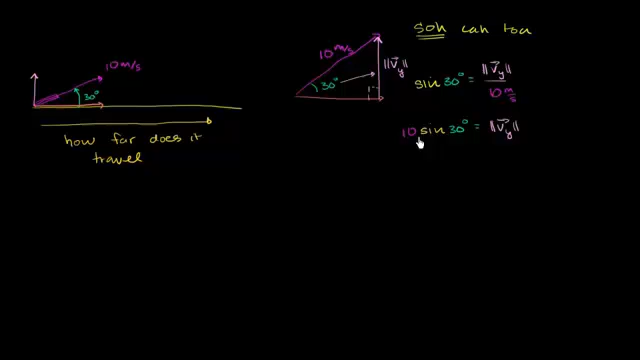 10 m/s
30°
how far does it
travel
10 m/s
30°
||v⃗y||
soh cah toa
sin 30° = ||v⃗y|| / 10 m/s
10 sin 30° = ||v⃗y||